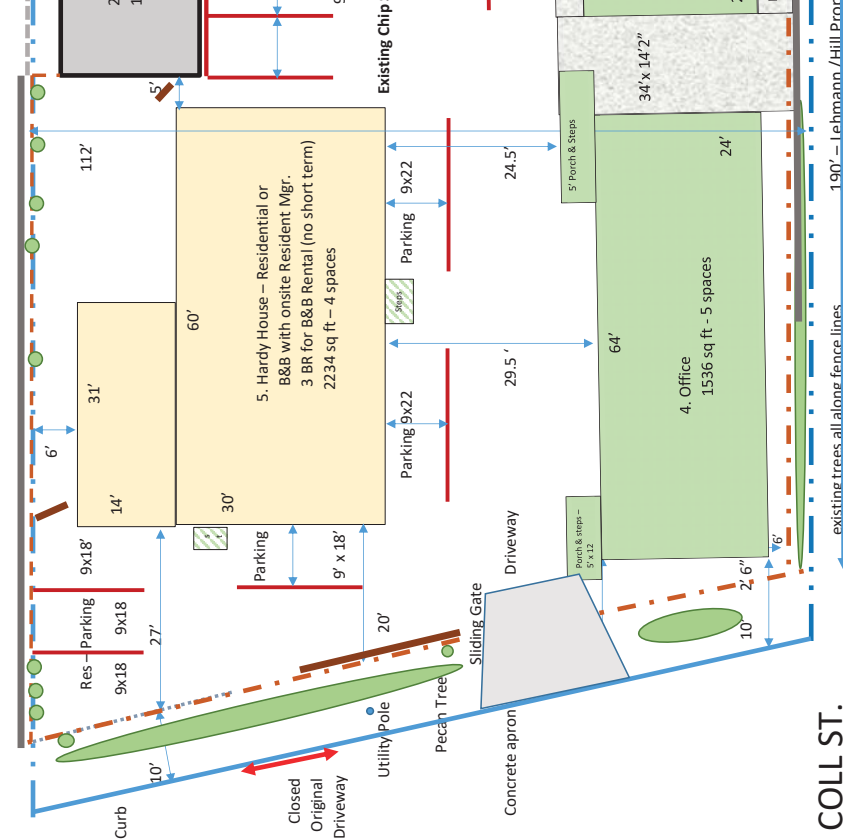 5'
Existing Chip
34'x 14'2"
112'
9x22
Parking
24.5'
5' Porch & Steps
24'
190' – Lehmann /Hill Prop
5. Hardy House – Residential or
B&B with onsite Resident Mgr.
3 BR for B&B Rental (no short term)
2234 sq ft – 4 spaces
60'
31'
14'
30'
6'
Steps
29.5 '
64'
4. Office
1536 sq ft - 5 spaces
Parking 9x22
existing trees all along fence lines
9x18'
Parking
9' x 18'
Driveway
Porch & steps –
5' x 12
6'
2' 6"
10'
Res – Parking
9x18
9x18
27'
20'
Sliding Gate
Pecan Tree
Utility Pole
10'
Concrete apron
Closed
Original
Driveway
Curb
COLL ST.